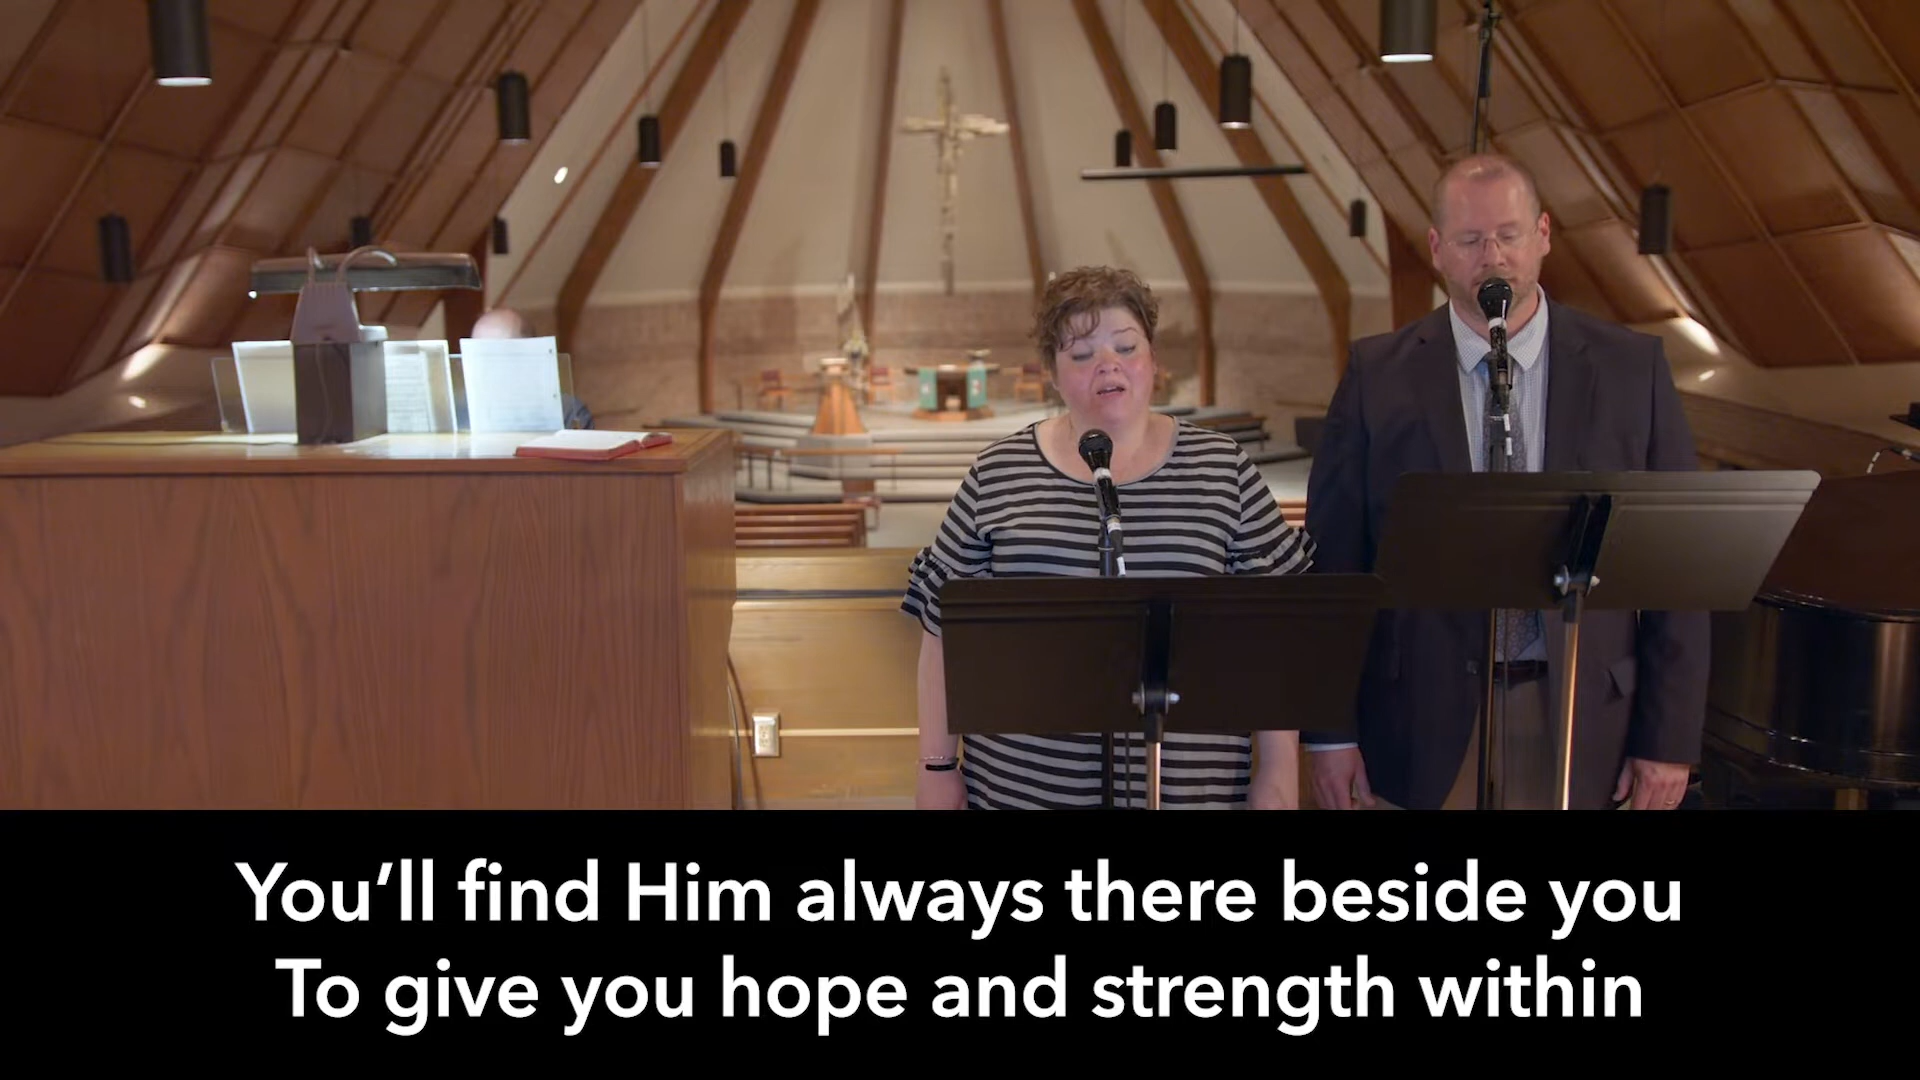 You’ll find Him always there beside you
To give you hope and strength within